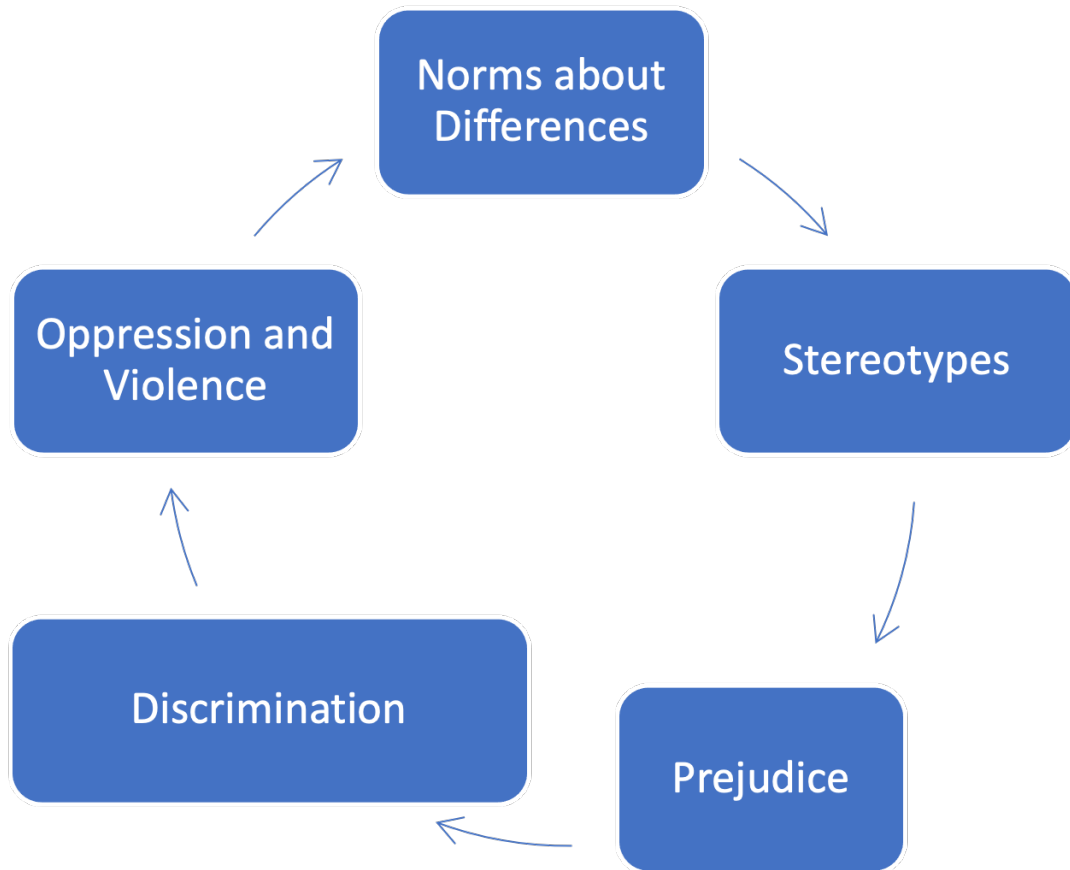 Norms about
Differences
Stereotypes
Prejudice
Discrimination
Oppression and
Violence